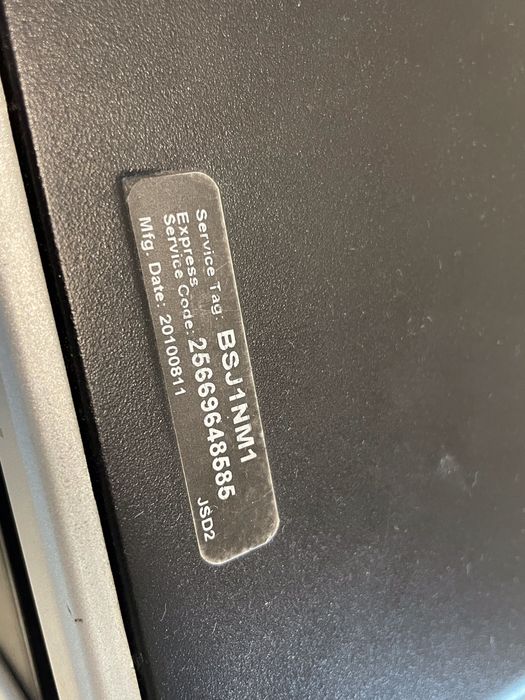 Service Tag: BSJ1NM1
Express
Service Code: 25669648585
Mfg. Date: 20100811 JSD2